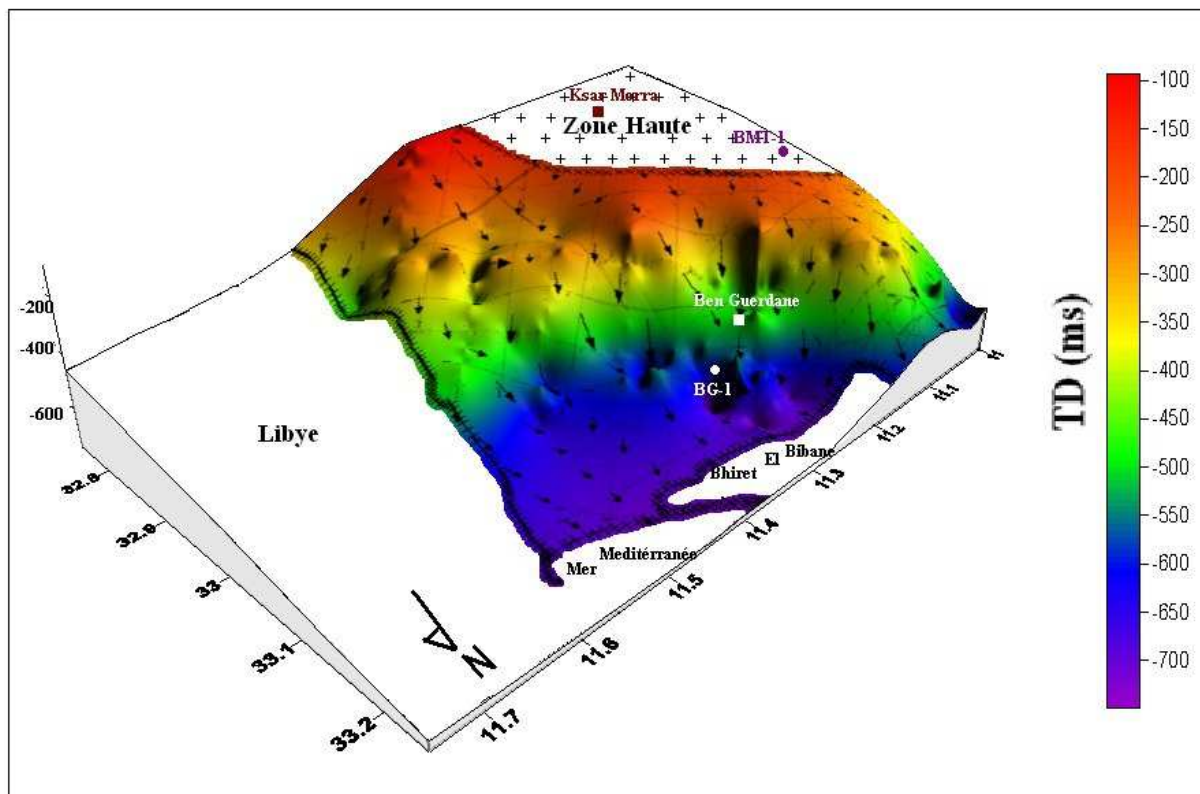 Ksar Morra
Zone Haute
BMT-1
Ben Guerdane
BG-1
Libye
Bhiret El Bibane
Mer Meditérranée
N
-200
-400
-600
32.8
32.9
33
33.1
33.2
11.7
11.6
11.5
11.4
11.3
11.2
11.1
11
TD (ms)
-100
-150
-200
-250
-300
-350
-400
-450
-500
-550
-600
-650
-700